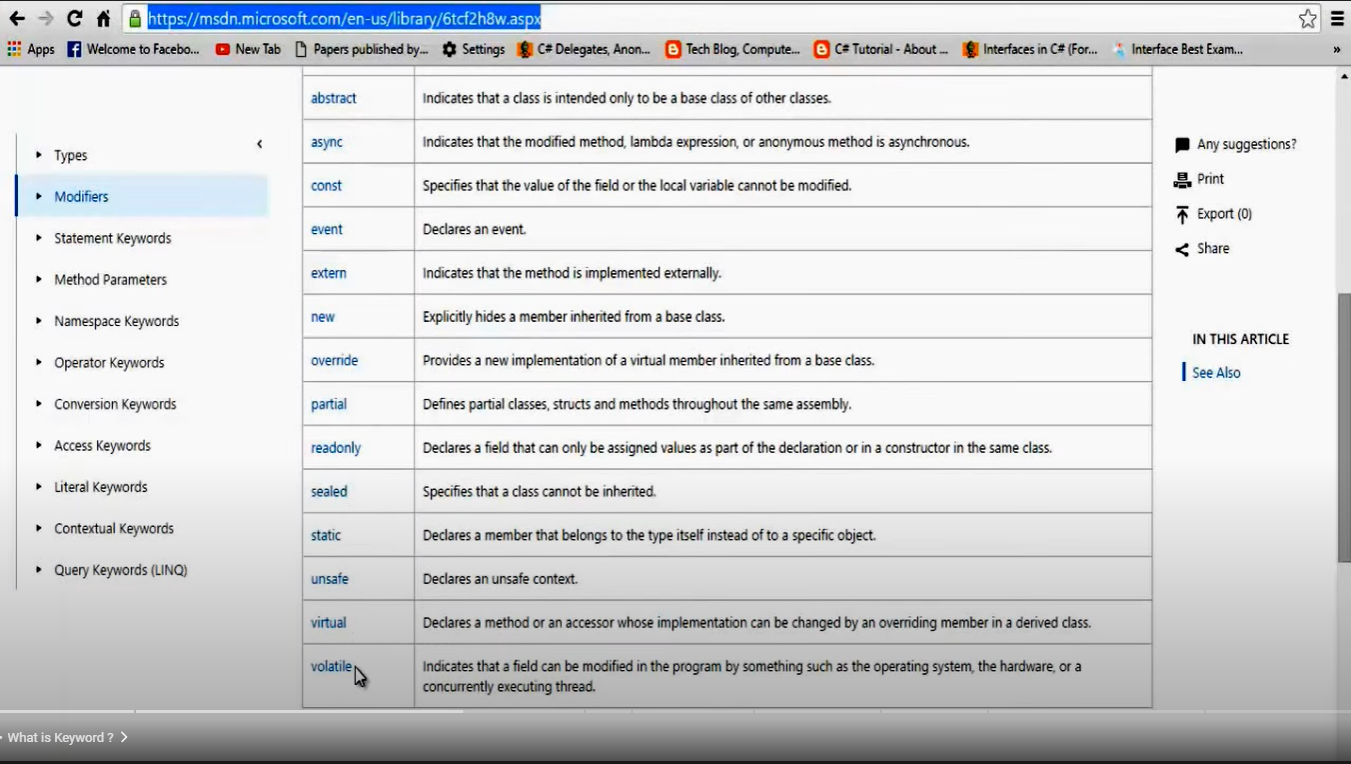 https://msdn.microsoft.com/en-us/library/6tcf2h8w.aspx
Apps Welcome to Facebo... New Tab Papers published by... Settings C# Delegates, Anon... Tech Blog, Compute... C# Tutorial - About ... Interfaces in C# (For... Interface Best Exam... »
Types
Modifiers
Statement Keywords
Method Parameters
Namespace Keywords
Operator Keywords
Conversion Keywords
Access Keywords
Literal Keywords
Contextual Keywords
Query Keywords (LINQ)
abstract Indicates that a class is intended only to be a base class of other classes.
async Indicates that the modified method, lambda expression, or anonymous method is asynchronous.
const Specifies that the value of the field or the local variable cannot be modified.
event Declares an event.
extern Indicates that the method is implemented externally.
new Explicitly hides a member inherited from a base class.
override Provides a new implementation of a virtual member inherited from a base class.
partial Defines partial classes, structs and methods throughout the same assembly.
readonly Declares a field that can only be assigned values as part of the declaration or in a constructor in the same class.
sealed Specifies that a class cannot be inherited.
static Declares a member that belongs to the type itself instead of to a specific object.
unsafe Declares an unsafe context.
virtual Declares a method or an accessor whose implementation can be changed by an overriding member in a derived class.
volatile Indicates that a field can be modified in the program by something such as the operating system, the hardware, or a
concurrently executing thread.
Any suggestions?
Print
Export (0)
Share
IN THIS ARTICLE
See Also
What is Keyword ?